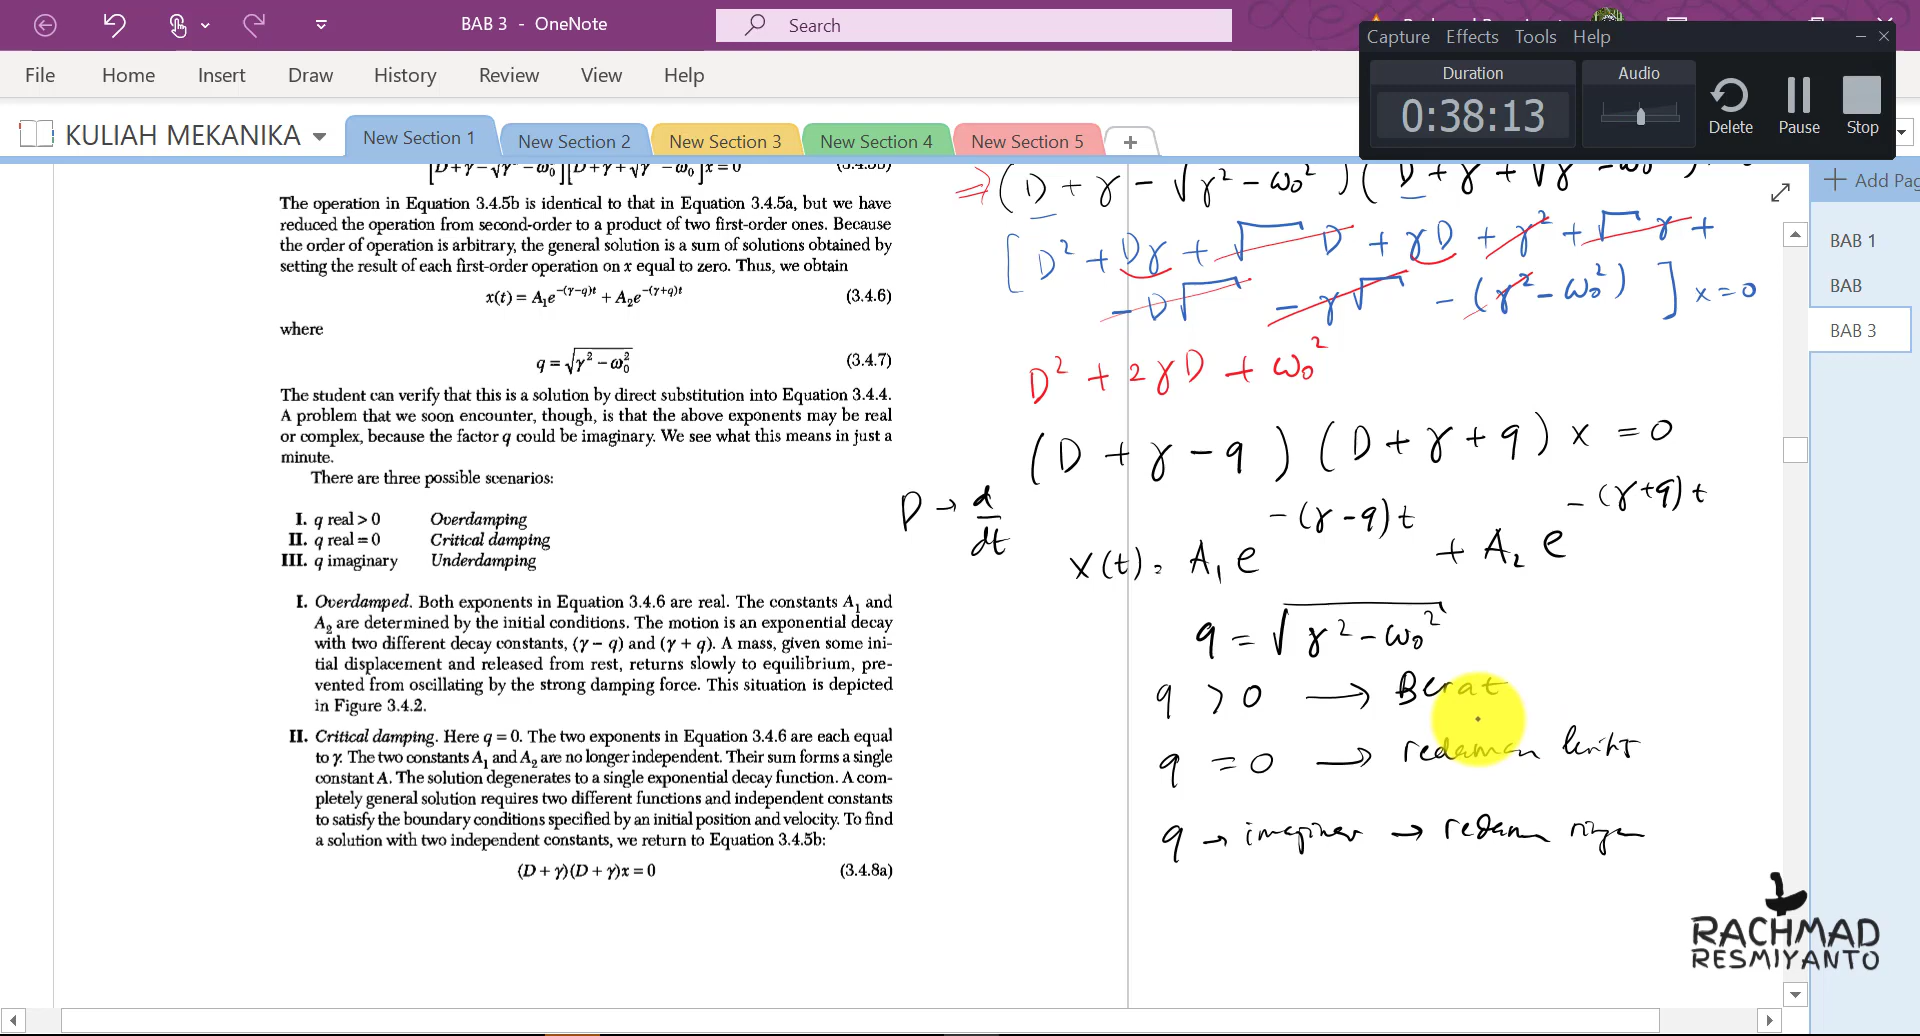 BAB 3 - OneNote
Search
Capture Effects Tools Help
Duration
Audio
0:38:13
Delete
Pause
Stop
File Home Insert Draw History Review View Help
KULIAH MEKANIKA
New Section 1
New Section 2
New Section 3
New Section 4
New Section 5
Add Pag
BAB 1
BAB
BAB 3
The operation in Equation 3.4.5b is identical to that in Equation 3.4.5a, but we have
reduced the operation from second-order to a product of two first-order ones. Because
the order of operation is arbitrary, the general solution is a sum of solutions obtained by
setting the result of each first-order operation on x equal to zero. Thus, we obtain
x(t) = A₁e^{-(γ-q)t} + A₂e^{-(γ+q)t} (3.4.6)
where
q = √(γ² - ω₀²) (3.4.7)
The student can verify that this is a solution by direct substitution into Equation 3.4.4.
A problem that we soon encounter, though, is that the above exponents may be real
or complex, because the factor q could be imaginary. We see what this means in just a
minute.
There are three possible scenarios:
I. q real > 0 Overdamping
II. q real = 0 Critical damping
III. q imaginary Underdamping
I. Overdamped. Both exponents in Equation 3.4.6 are real. The constants A₁ and
A₂ are determined by the initial conditions. The motion is an exponential decay
with two different decay constants, (γ - q) and (γ + q). A mass, given some ini-
tial displacement and released from rest, returns slowly to equilibrium, pre-
vented from oscillating by the strong damping force. This situation is depicted
in Figure 3.4.2.
II. Critical damping. Here q = 0. The two exponents in Equation 3.4.6 are each equal
to γ. The two constants A₁ and A₂ are no longer independent. Their sum forms a single
constant A. The solution degenerates to a single exponential decay function. A com-
pletely general solution requires two different functions and independent constants
to satisfy the boundary conditions specified by an initial position and velocity. To find
a solution with two independent constants, we return to Equation 3.4.5b:
(D + γ)(D + γ)x = 0 (3.4.8a)
[D² + Dγ + √ D + γD + γ² + √ γ +
- D√ - γ√ - (γ² - ω₀²) ] x = 0
D² + 2γD + ω₀²
(D + γ - q) (D + γ + q) x = 0
D → d/dt
x(t) = A₁ e^{-(γ-q)t} + A₂ e^{-(γ+q)t}
q = √(γ² - ω₀²)
q > 0 → Berat
q = 0 → redaman
q → imaginer →
RACHMAD
RESMIYANTO